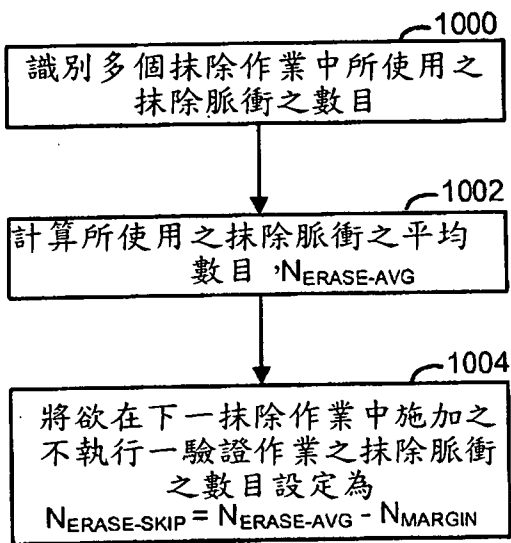 1000
識別多個抹除作業中所使用之
抹除脈衝之數目
1002
計算所使用之抹除脈衝之平均
數目,NERASE-AVG
1004
將欲在下一抹除作業中施加之
不執行一驗證作業之抹除脈衝
之數目設定為
NERASE-SKIP = NERASE-AVG - NMARGIN